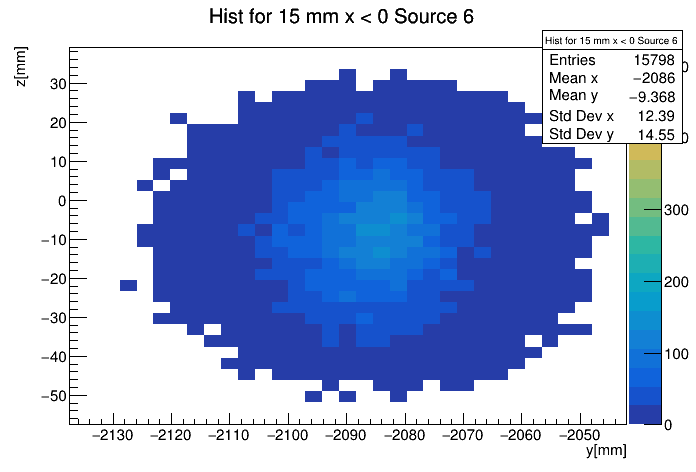 Hist for 15 mm x < 0 Source 6
z[mm]
Hist for 15 mm x < 0 Source 6
Entries 15798
Mean x −2086
Mean y −9.368
Std Dev x 12.39
Std Dev y 14.55
30
20
10
0
−10
−20
−30
−40
−50
300
200
100
0
−2130 −2120 −2110 −2100 −2090 −2080 −2070 −2060 −2050
y[mm]